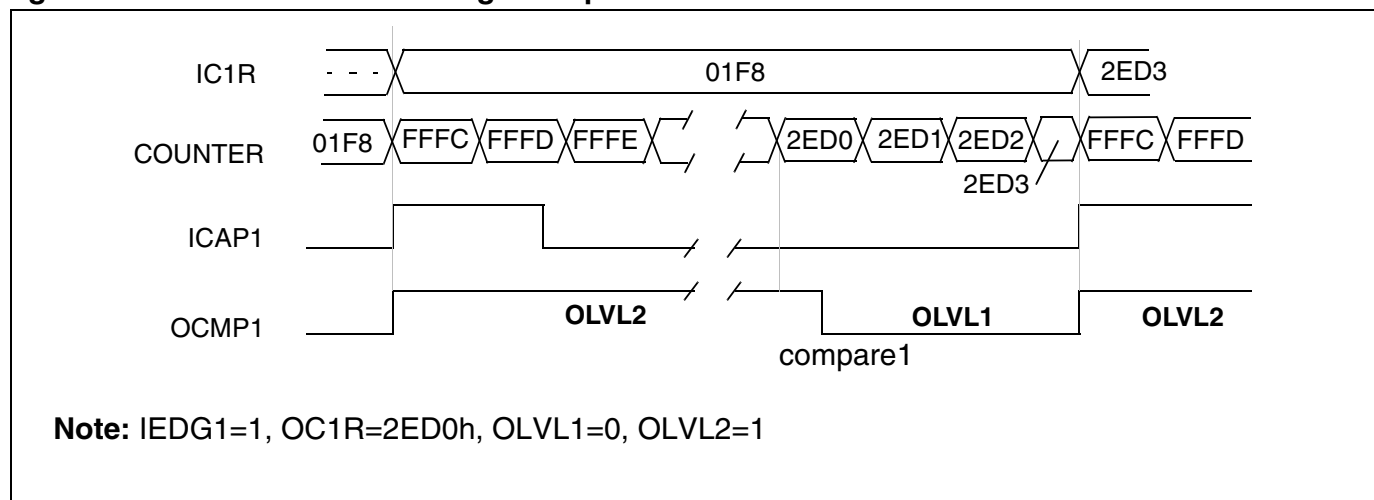 IC1R
- - -
01F8
2ED3
COUNTER
01F8
FFFC
FFFD
FFFE
2ED0
2ED1
2ED2
FFFC
FFFD
2ED3
ICAP1
OCMP1
OLVL2
OLVL1
OLVL2
compare1
Note: IEDG1=1, OC1R=2ED0h, OLVL1=0, OLVL2=1